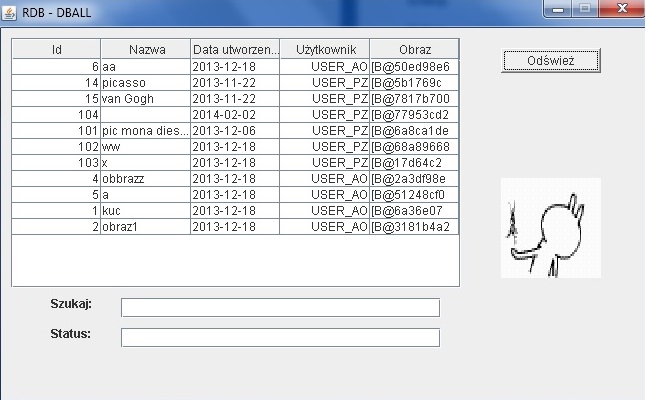 RDB - DBALL
Id Nazwa Data utworzen... Użytkownik Obraz
6 aa 2013-12-18 USER_AO [B@50ed98e6
14 picasso 2013-11-22 USER_PZ [B@5b1769c
15 van Gogh 2013-11-22 USER_PZ [B@7817b700
104 2014-02-02 USER_PZ [B@77953cd2
101 pic mona dies... 2013-12-06 USER_PZ [B@6a8ca1de
102 ww 2013-12-18 USER_PZ [B@68a89668
103 x 2013-12-18 USER_PZ [B@17d64c2
4 obbrazz 2013-12-18 USER_AO [B@2a3df98e
5 a 2013-12-18 USER_AO [B@51248cf0
1 kuc 2013-12-18 USER_AO [B@6a36e07
2 obraz1 2013-12-18 USER_AO [B@3181b4a2
Odśwież
Szukaj:
Status: